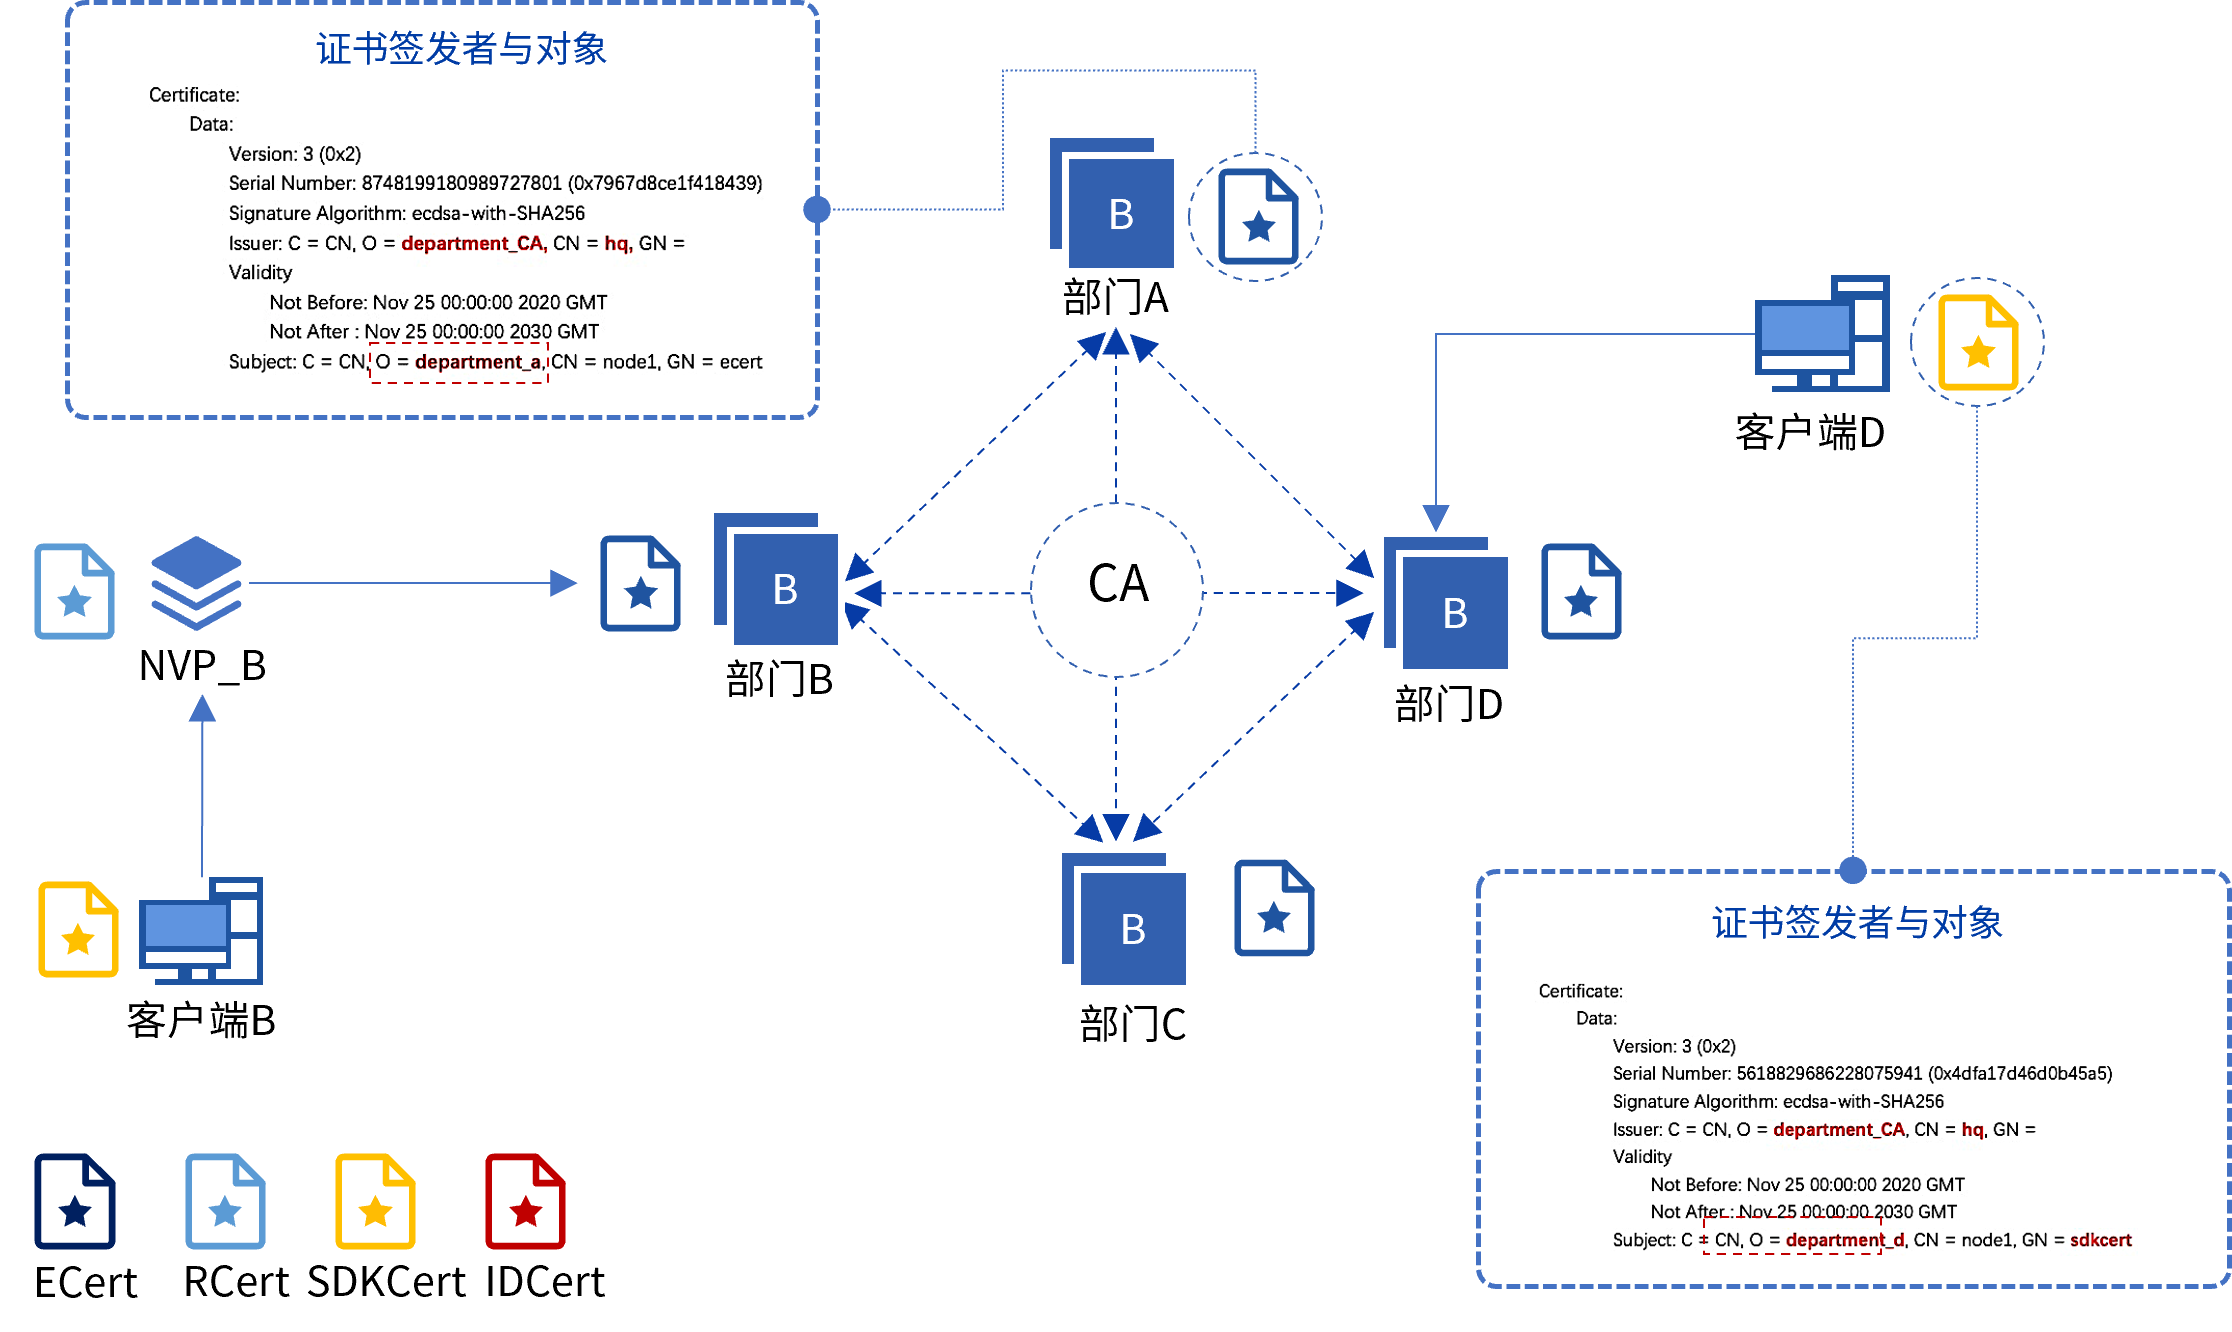 证书签发者与对象
Certificate:
Data:
Version: 3 (0x2)
Serial Number: 8748199180989727801 (0x7967d8ce1f418439)
Signature Algorithm: ecdsa-with-SHA256
Issuer: C = CN, O = department_CA, CN = hq, GN =
Validity
Not Before: Nov 25 00:00:00 2020 GMT
Not After : Nov 25 00:00:00 2030 GMT
Subject: C = CN, O = department_a, CN = node1, GN = ecert
B
部门A
客户端D
B
部门B
CA
B
部门D
NVP_B
B
部门C
客户端B
证书签发者与对象
Certificate:
Data:
Version: 3 (0x2)
Serial Number: 5618829686228075941 (0x4dfa17d46d0b45a5)
Signature Algorithm: ecdsa-with-SHA256
Issuer: C = CN, O = department_CA, CN = hq, GN =
Validity
Not Before: Nov 25 00:00:00 2020 GMT
Not After : Nov 25 00:00:00 2030 GMT
Subject: C = CN, O = department_d, CN = node1, GN = sdkcert
ECert
RCert
SDKCert
IDCert